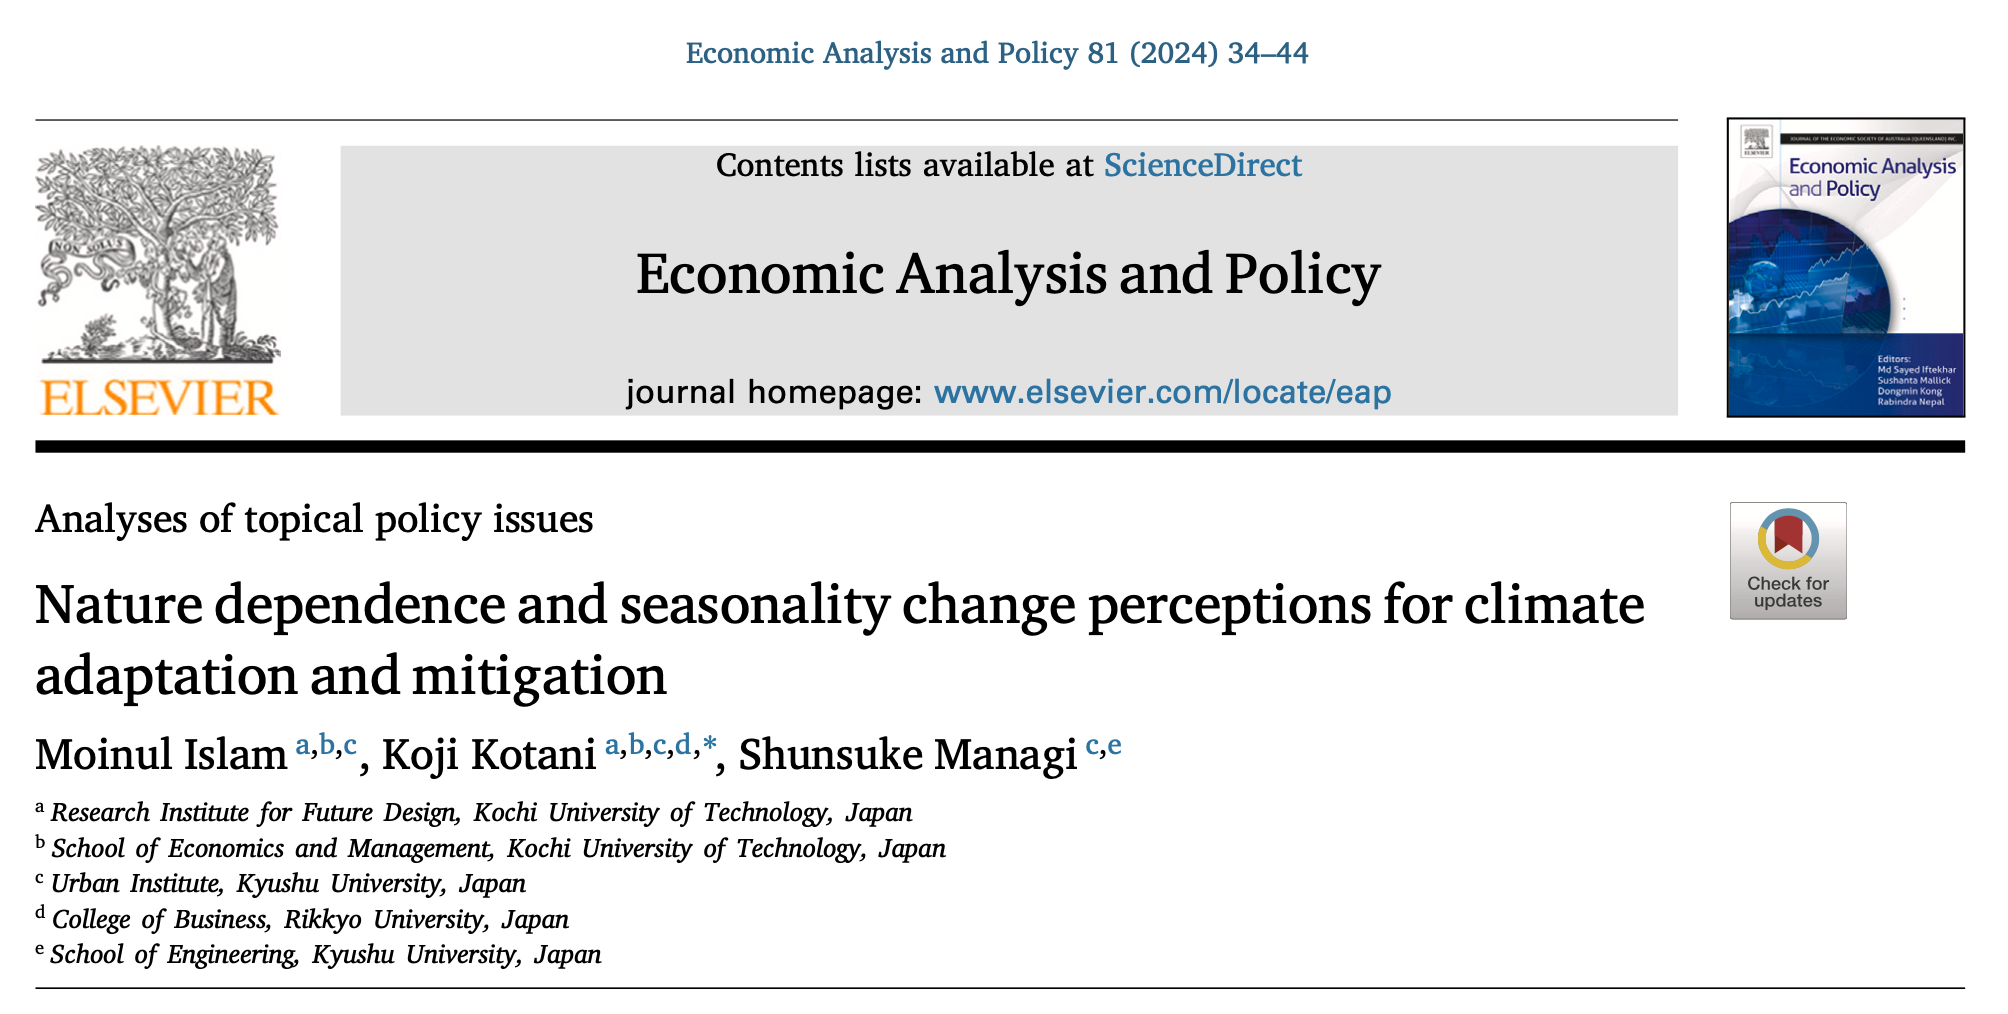 Economic Analysis and Policy 81 (2024) 34–44
NON SOLUS
ELSEVIER
Contents lists available at ScienceDirect
Economic Analysis and Policy
journal homepage: www.elsevier.com/locate/eap
ELSEVIER
JOURNAL OF THE ECONOMIC SOCIETY OF AUSTRALIA (QUEENSLAND) INC.
Economic Analysis
and Policy
Editors:
Md Sayed Iftekhar
Sushanta Mallick
Dongmin Kong
Rabindra Nepal
Analyses of topical policy issues
Check for
updates
Nature dependence and seasonality change perceptions for climate
adaptation and mitigation
Moinul Islam a,b,c, Koji Kotani a,b,c,d,*, Shunsuke Managi c,e
a Research Institute for Future Design, Kochi University of Technology, Japan
b School of Economics and Management, Kochi University of Technology, Japan
c Urban Institute, Kyushu University, Japan
d College of Business, Rikkyo University, Japan
e School of Engineering, Kyushu University, Japan